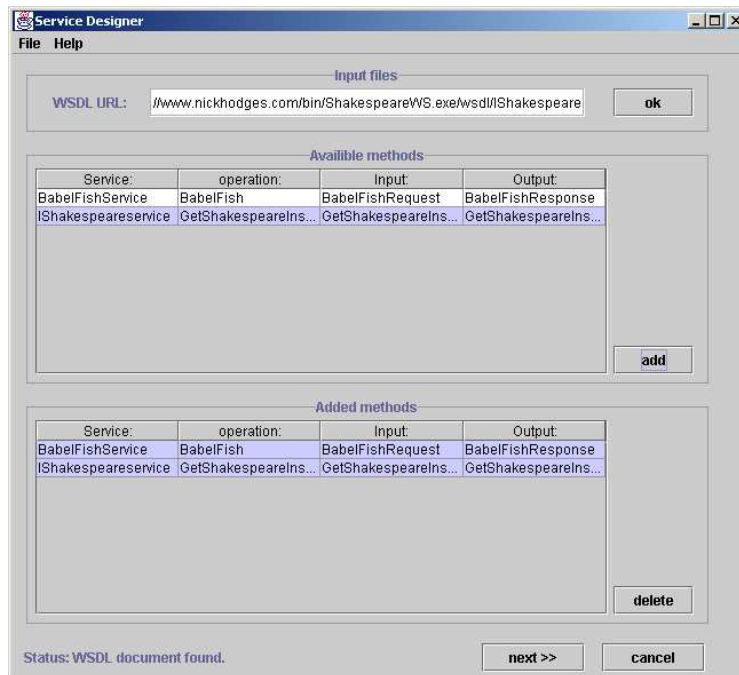 Service Designer
File Help
Input files
WSDL URL: //www.nickhodges.com/bin/ShakespeareWS.exe/wsdl/IShakespeare ok
Availible methods
Service: operation: Input: Output:
BabelFishService BabelFish BabelFishRequest BabelFishResponse
IShakespeareservice GetShakespeareIns... GetShakespeareIns... GetShakespeareIns...
add
Added methods
Service: operation: Input: Output:
BabelFishService BabelFish BabelFishRequest BabelFishResponse
IShakespeareservice GetShakespeareIns... GetShakespeareIns... GetShakespeareIns...
delete
Status: WSDL document found. next >> cancel